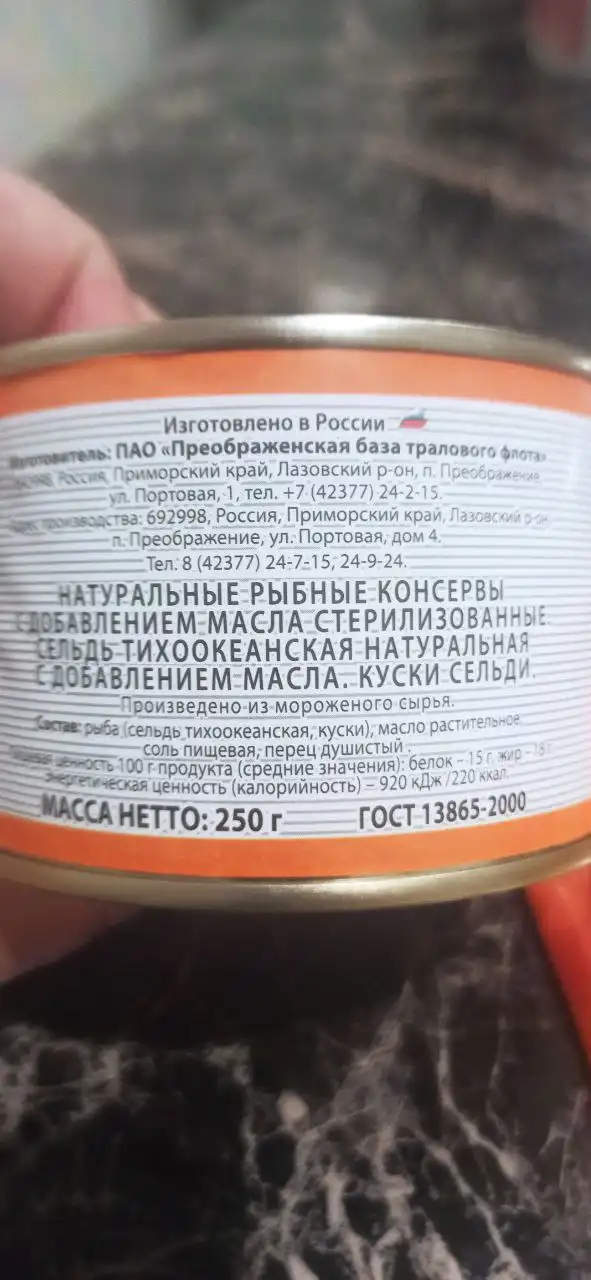 Изготовлено в России
Изготовитель: ПАО «Преображенская база тралового флота»
692998, Россия, Приморский край, Лазовский р-он, п. Преображение,
ул. Портовая, 1, тел. +7 (42377) 24-2-15.
Адрес производства: 692998, Россия, Приморский край, Лазовский р-он,
п. Преображение, ул. Портовая, дом 4.
Тел. 8 (42377) 24-7-15, 24-9-24.
НАТУРАЛЬНЫЕ РЫБНЫЕ КОНСЕРВЫ
С ДОБАВЛЕНИЕМ МАСЛА СТЕРИЛИЗОВАННЫЕ.
СЕЛЬДЬ ТИХООКЕАНСКАЯ НАТУРАЛЬНАЯ
С ДОБАВЛЕНИЕМ МАСЛА. КУСКИ СЕЛЬДИ.
Произведено из мороженого сырья.
Состав: рыба (сельдь тихоокеанская, куски), масло растительное,
соль пищевая, перец душистый .
Пищевая ценность 100 г продукта (средние значения): белок – 15 г, жир – 18 г.
Энергетическая ценность (калорийность) – 920 кДж /220 ккал.
МАССА НЕТТО: 250 г ГОСТ 13865-2000